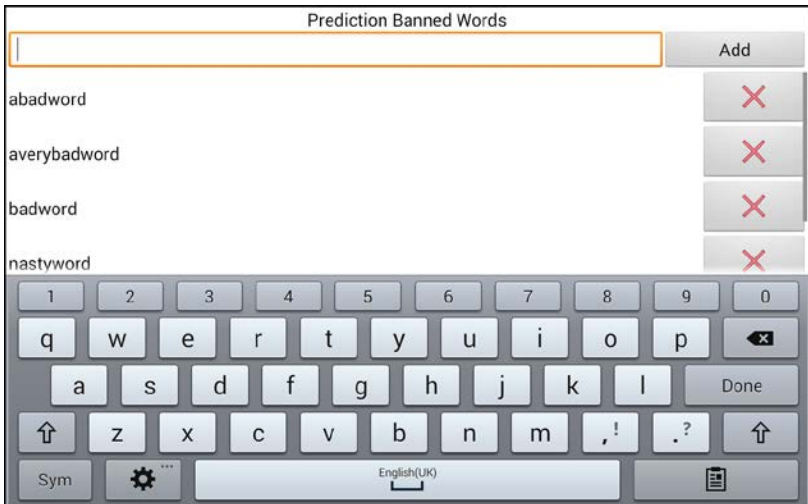 Prediction Banned Words
Add
abadword
averybadword
badword
nastyword
1 2 3 4 5 6 7 8 9 0
q w e r t y u i o p
a s d f g h j k l Done
z x c v b n m , ! . ?
Sym ... English(UK)